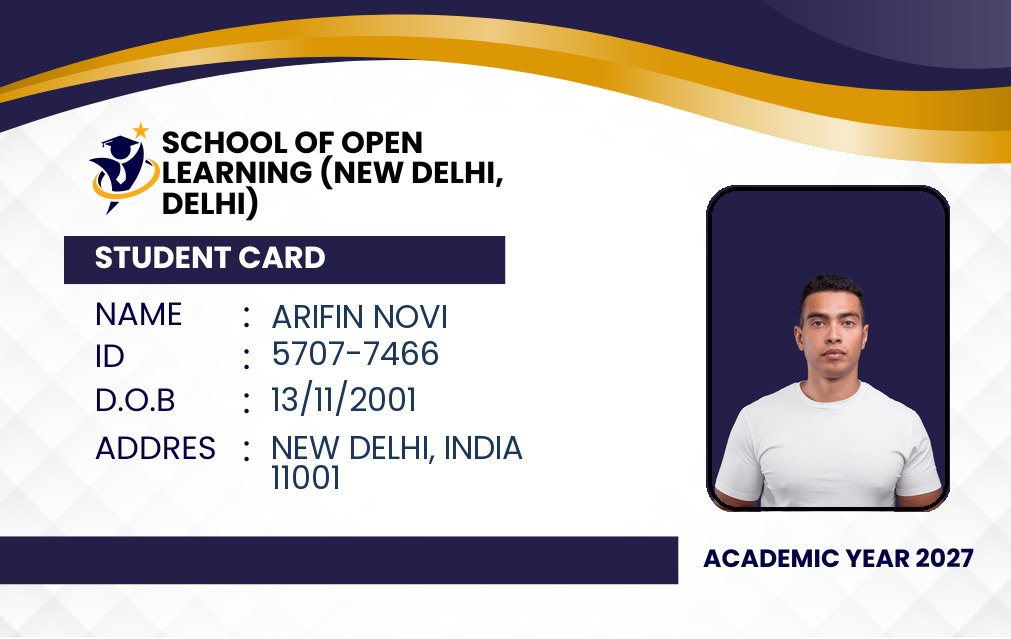 SCHOOL OF OPEN
LEARNING (NEW DELHI,
DELHI)
STUDENT CARD
NAME : ARIFIN NOVI
ID : 5707-7466
D.O.B : 13/11/2001
ADDRES : NEW DELHI, INDIA
11001
ACADEMIC YEAR 2027